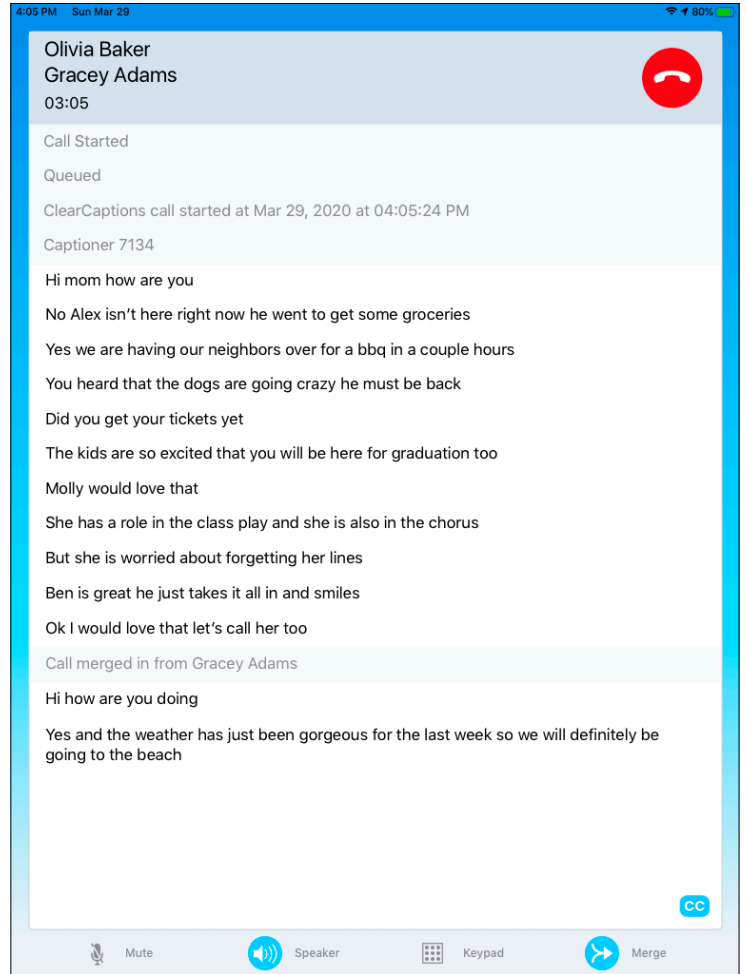 4:05 PM Sun Mar 29 80%
Olivia Baker
Gracey Adams
03:05
Call Started
Queued
ClearCaptions call started at Mar 29, 2020 at 04:05:24 PM
Captioner 7134
Hi mom how are you
No Alex isn’t here right now he went to get some groceries
Yes we are having our neighbors over for a bbq in a couple hours
You heard that the dogs are going crazy he must be back
Did you get your tickets yet
The kids are so excited that you will be here for graduation too
Molly would love that
She has a role in the class play and she is also in the chorus
But she is worried about forgetting her lines
Ben is great he just takes it all in and smiles
Ok I would love that let’s call her too
Call merged in from Gracey Adams
Hi how are you doing
Yes and the weather has just been gorgeous for the last week so we will definitely be
going to the beach
CC
Mute Speaker Keypad Merge